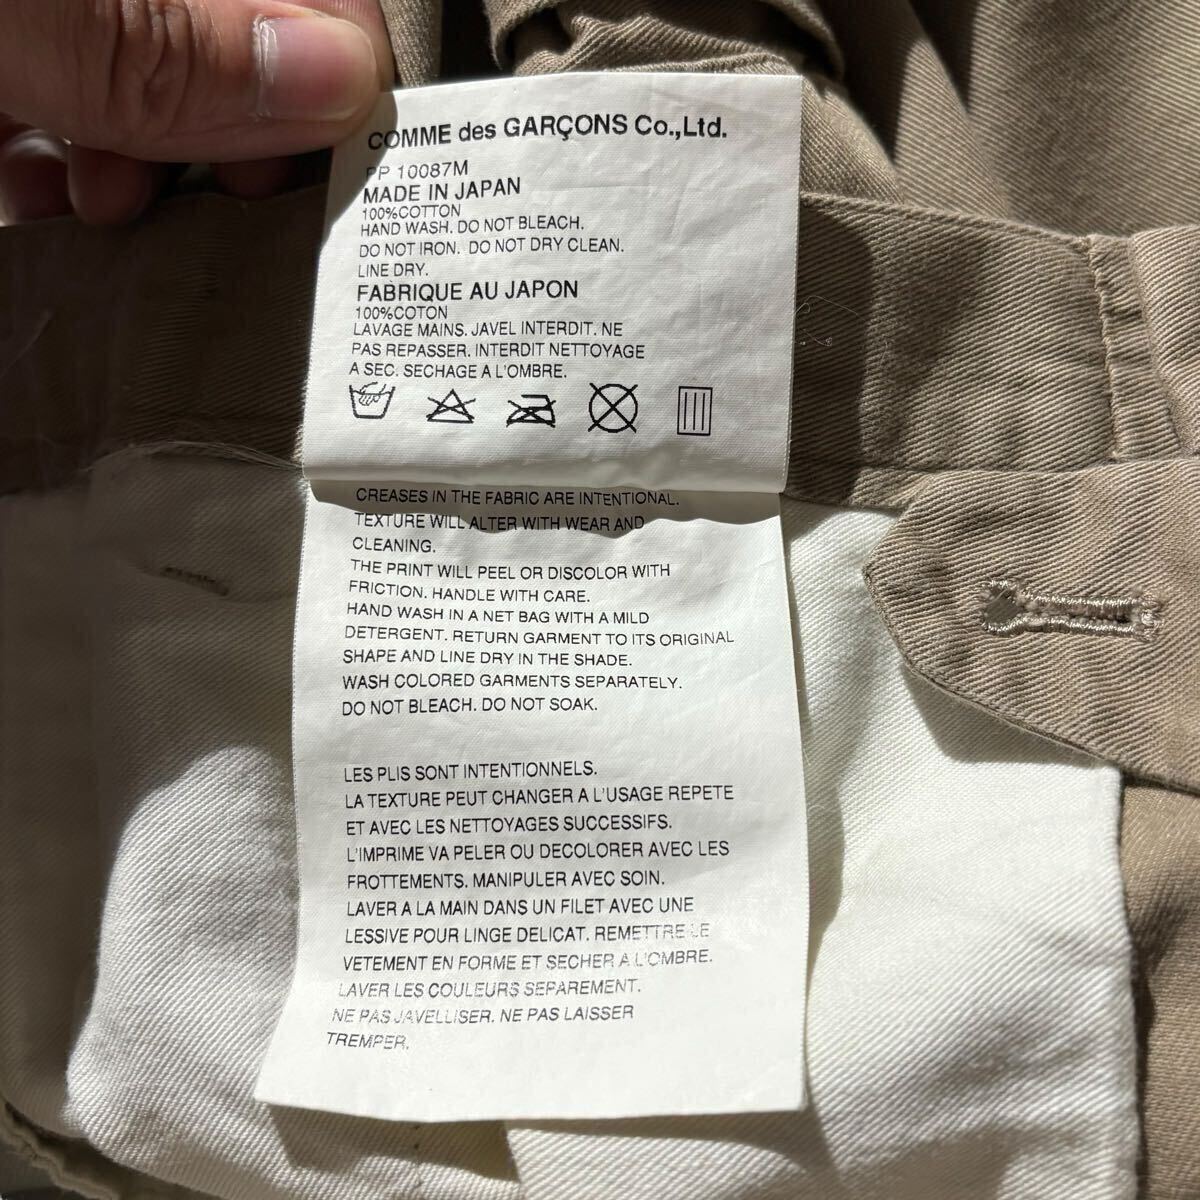 COMME des GARÇONS Co.,Ltd.
PP 10087M
MADE IN JAPAN
100%COTTON
HAND WASH. DO NOT BLEACH.
DO NOT IRON. DO NOT DRY CLEAN.
LINE DRY.
FABRIQUE AU JAPON
100%COTON
LAVAGE MAINS. JAVEL INTERDIT. NE
PAS REPASSER. INTERDIT NETTOYAGE
A SEC. SECHAGE A L'OMBRE.
CREASES IN THE FABRIC ARE INTENTIONAL.
TEXTURE WILL ALTER WITH WEAR AND
CLEANING.
THE PRINT WILL PEEL OR DISCOLOR WITH
FRICTION. HANDLE WITH CARE.
HAND WASH IN A NET BAG WITH A MILD
DETERGENT. RETURN GARMENT TO ITS ORIGINAL
SHAPE AND LINE DRY IN THE SHADE.
WASH COLORED GARMENTS SEPARATELY.
DO NOT BLEACH. DO NOT SOAK.
LES PLIS SONT INTENTIONNELS.
LA TEXTURE PEUT CHANGER A L'USAGE REPETE
ET AVEC LES NETTOYAGES SUCCESSIFS.
L'IMPRIME VA PELER OU DECOLORER AVEC LES
FROTTEMENTS. MANIPULER AVEC SOIN.
LAVER A LA MAIN DANS UN FILET AVEC UNE
LESSIVE POUR LINGE DELICAT. REMETTRE LE
VETEMENT EN FORME ET SECHER A L'OMBRE.
LAVER LES COULEURS SEPAREMENT.
NE PAS JAVELLISER. NE PAS LAISSER
TREMPER.